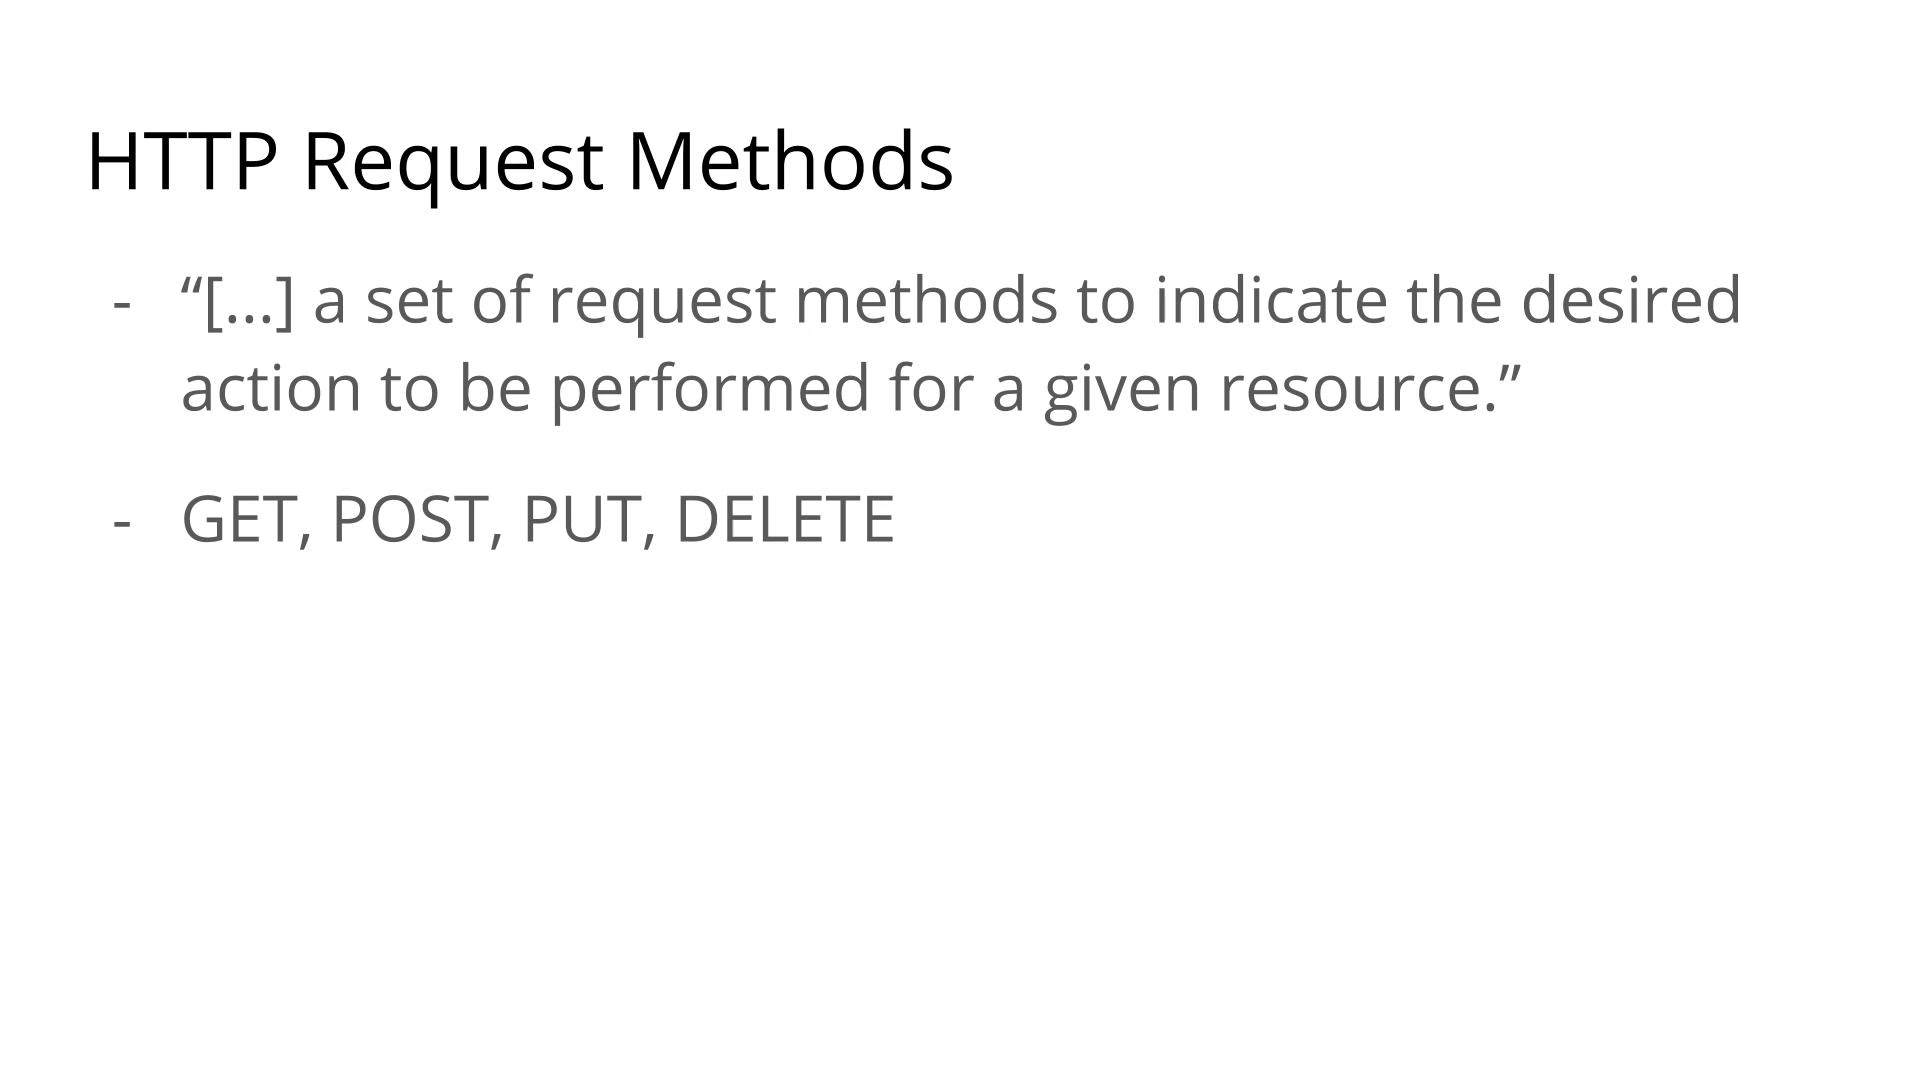 HTTP Request Methods
- “[...] a set of request methods to indicate the desired
action to be performed for a given resource.”
- GET, POST, PUT, DELETE